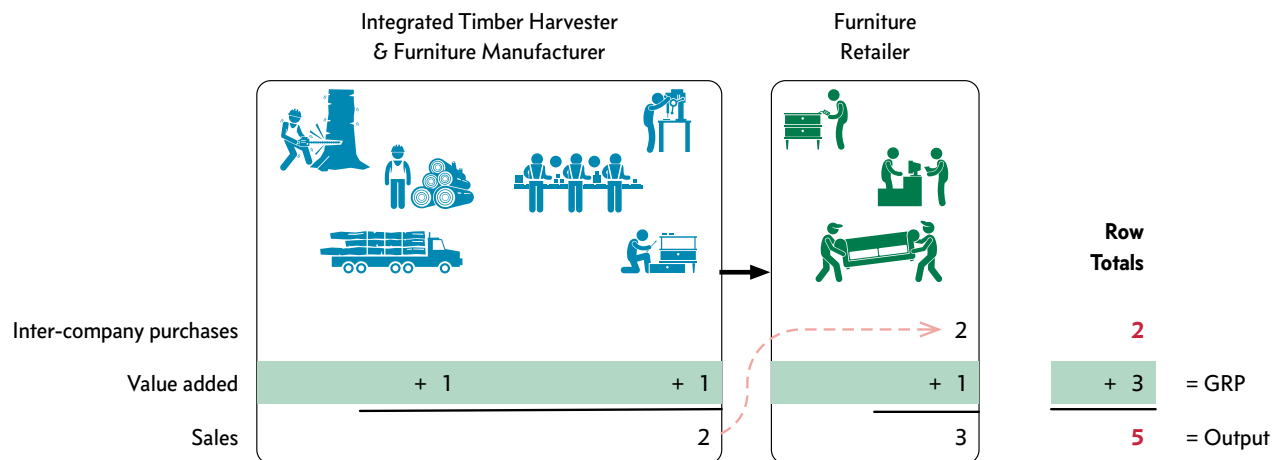 Integrated Timber Harvester
& Furniture Manufacturer
Furniture
Retailer
Row
Totals
Inter-company purchases 2 2
Value added + 1 + 1 + 1 + 3 = GRP
Sales 2 3 5 = Output